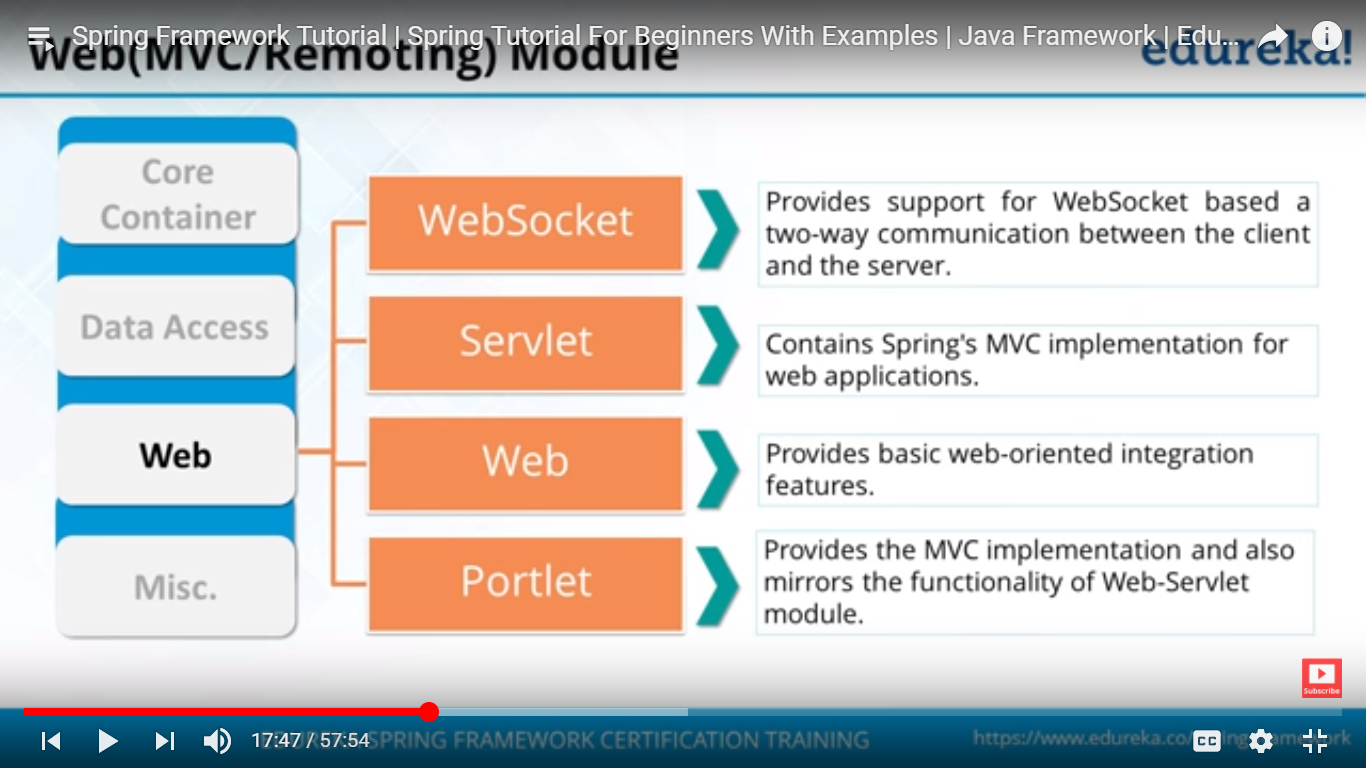 Spring Framework Tutorial | Spring Tutorial For Beginners With Examples | Java Framework | Edu...
Web(MVC/Remoting) Module
edureka!
Core
Container
Data Access
Web
Misc.
WebSocket
Provides support for WebSocket based a
two-way communication between the client
and the server.
Servlet
Contains Spring's MVC implementation for
web applications.
Web
Provides basic web-oriented integration
features.
Portlet
Provides the MVC implementation and also
mirrors the functionality of Web-Servlet
module.
Subscribe
17:47 / 57:54
SPRING FRAMEWORK CERTIFICATION TRAINING
https://www.edureka.co/
CC